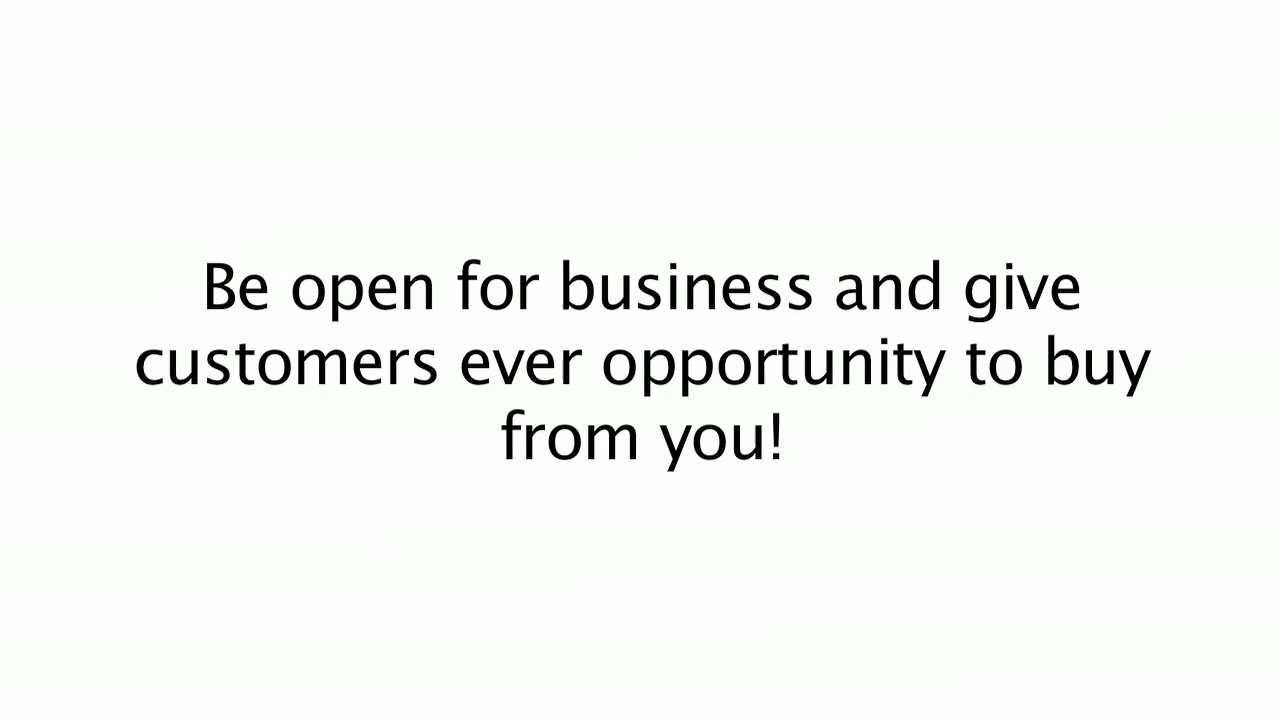 Be open for business and give
customers ever opportunity to buy
from you!